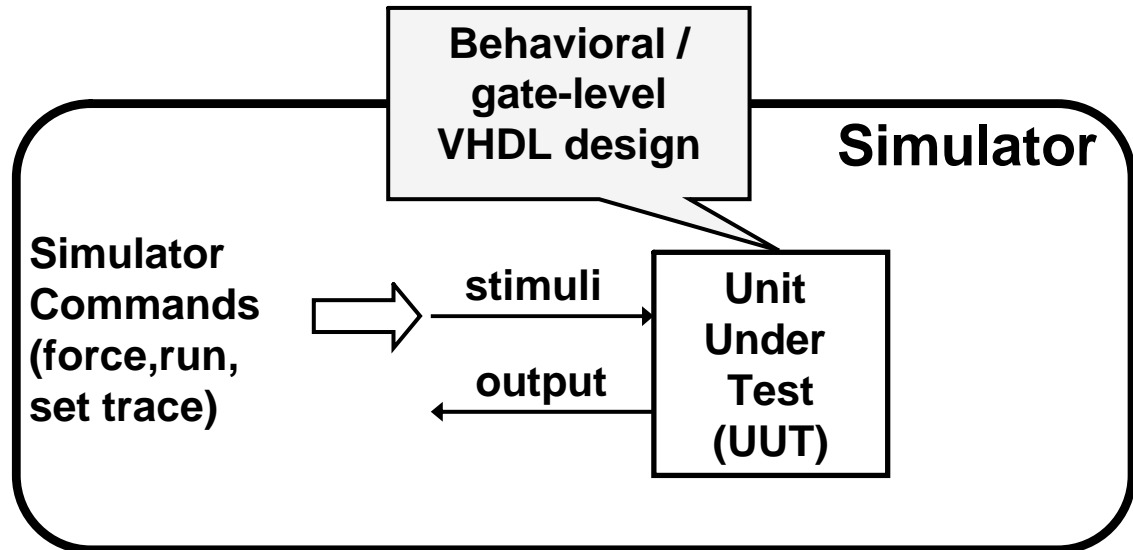 Behavioral /
gate-level
VHDL design
Simulator
Simulator
Commands
(force,run,
set trace)
stimuli
output
Unit
Under
Test
(UUT)